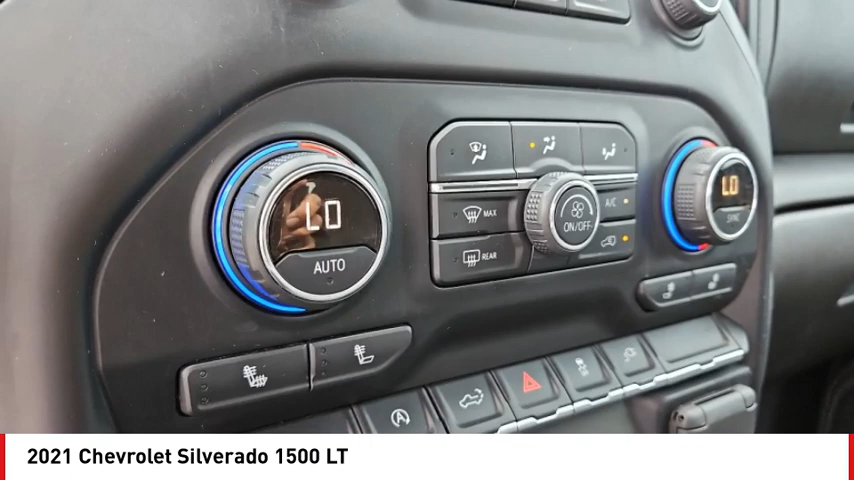 LO
AUTO
MAX
REAR
ON/OFF
A/C
LO
SYNC
A
2021 Chevrolet Silverado 1500 LT